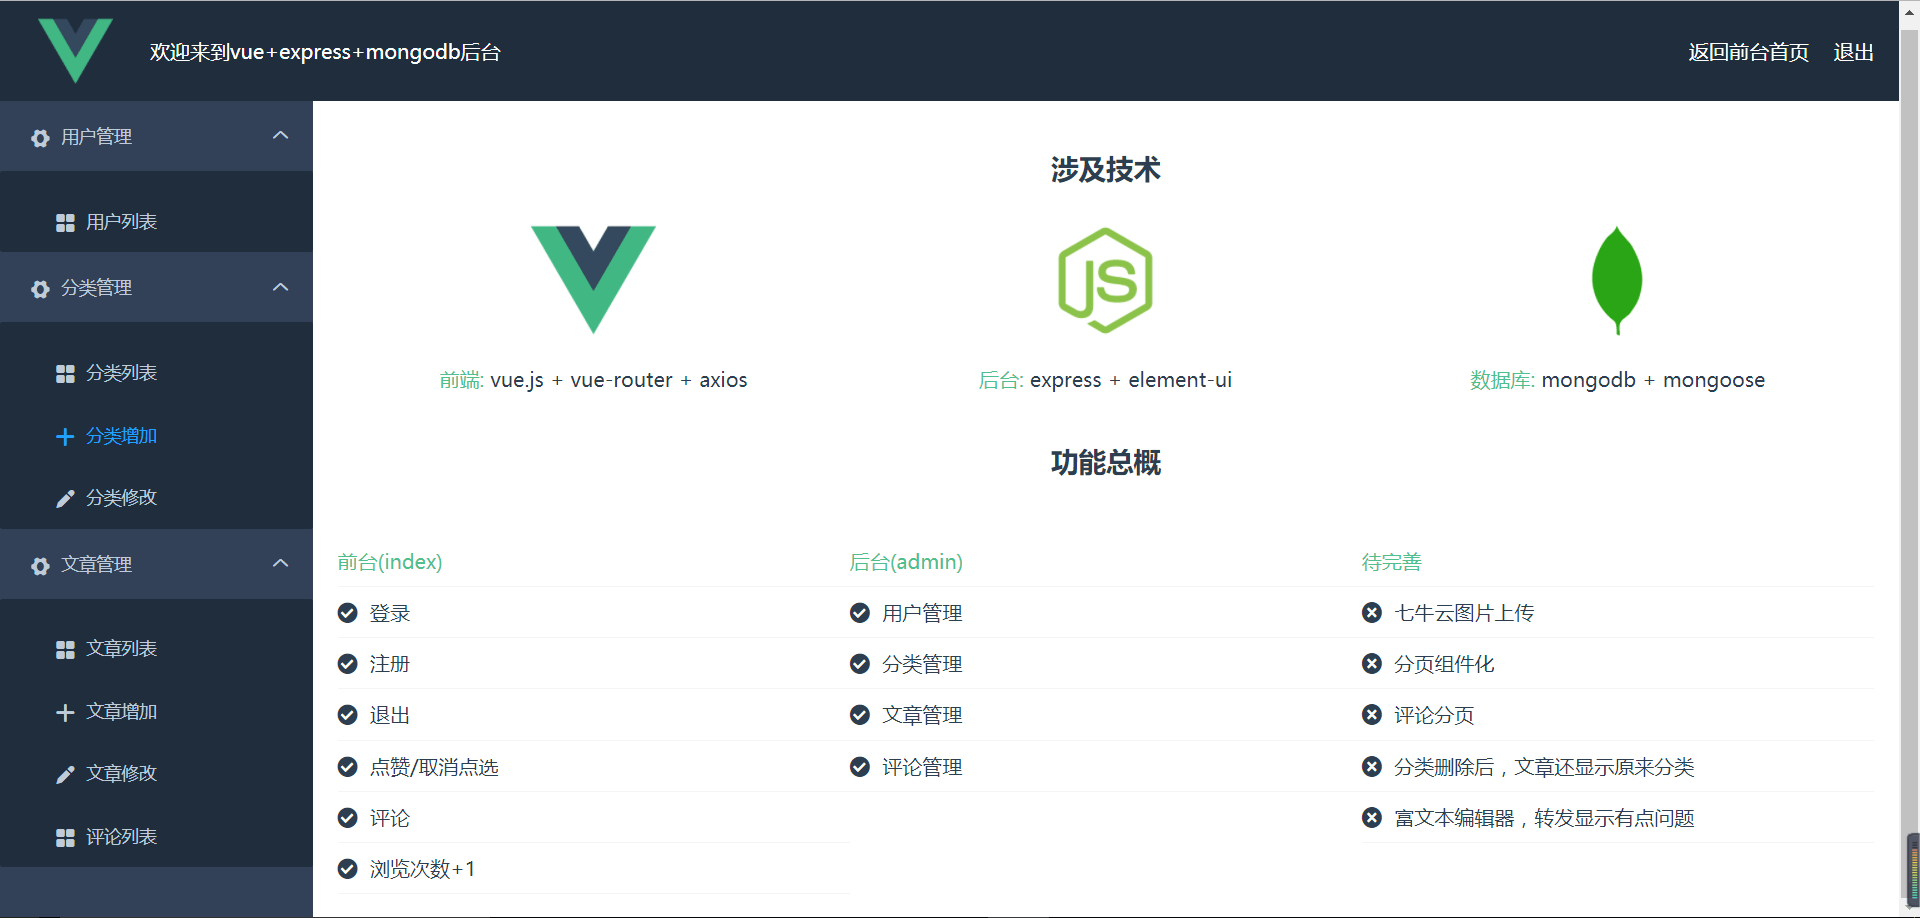 欢迎来到vue+express+mongodb后台
返回前台首页 退出
用户管理
用户列表
分类管理
分类列表
分类增加
分类修改
文章管理
文章列表
文章增加
文章修改
评论列表
涉及技术
JS
前端: vue.js + vue-router + axios
后台: express + element-ui
数据库: mongodb + mongoose
功能总概
前台(index)
登录
注册
退出
点赞/取消点选
评论
浏览次数+1
后台(admin)
用户管理
分类管理
文章管理
评论管理
待完善
七牛云图片上传
分页组件化
评论分页
分类删除后，文章还显示原来分类
富文本编辑器，转发显示有点问题